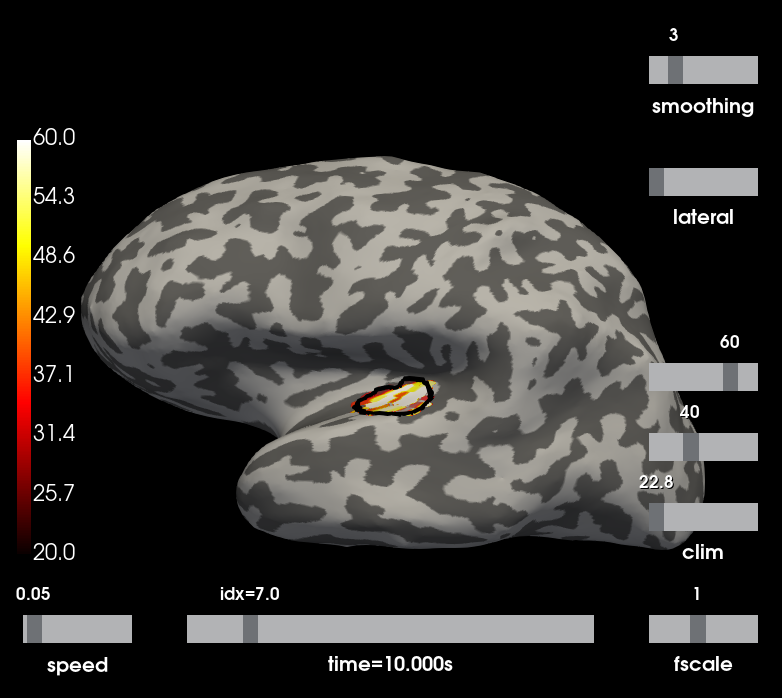 3
smoothing
lateral
60.0
54.3
48.6
42.9
37.1
31.4
25.7
20.0
60
40
22.8
clim
0.05
speed
idx=7.0
time=10.000s
1
fscale